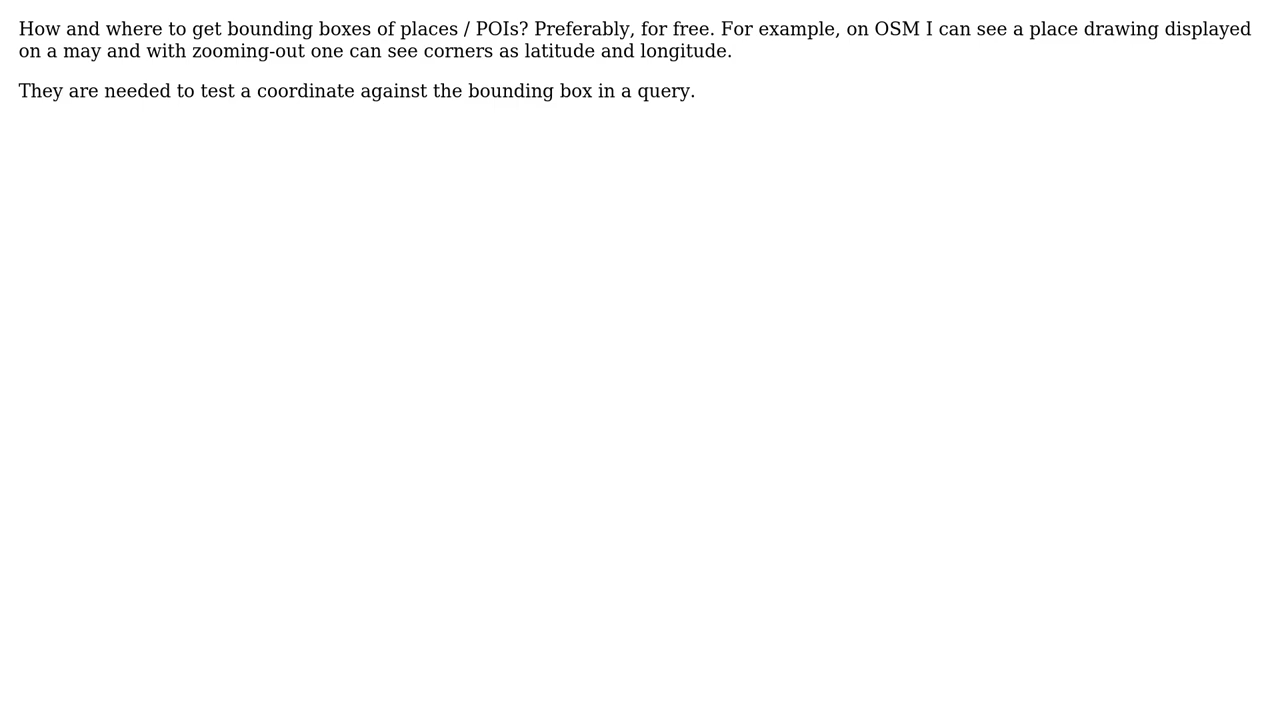 How and where to get bounding boxes of places / POIs? Preferably, for free. For example, on OSM I can see a place drawing displayed
on a may and with zooming-out one can see corners as latitude and longitude.
They are needed to test a coordinate against the bounding box in a query.